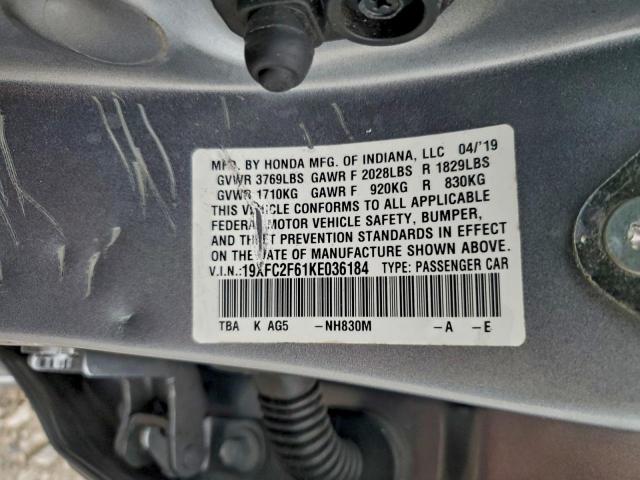 MFD. BY HONDA MFG. OF INDIANA, LLC 04/'19
GVWR 3769LBS GAWR F 2028LBS R 1829LBS
GVWR 1710KG GAWR F 920KG R 830KG
THIS VEHICLE CONFORMS TO ALL APPLICABLE
FEDERAL MOTOR VEHICLE SAFETY, BUMPER,
AND THEFT PREVENTION STANDARDS IN EFFECT
ON THE DATE OF MANUFACTURE SHOWN ABOVE.
V.I.N.: 19XFC2F61KE036184 TYPE: PASSENGER CAR
TBA K AG5 -NH830M -A -E